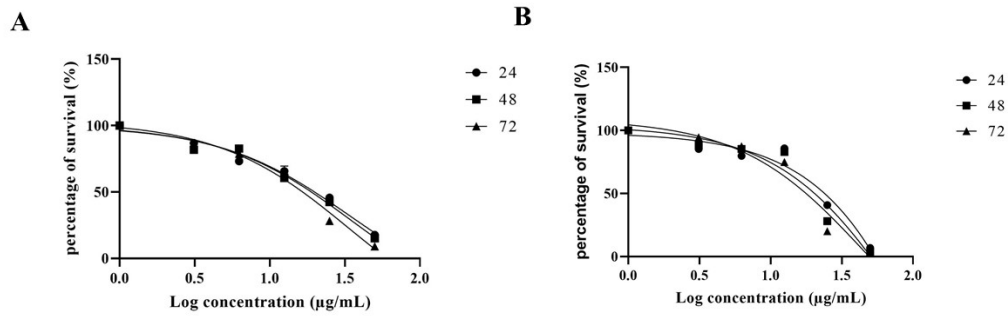 A
percentage of survival (%)
150
100
50
0
0.0 0.5 1.0 1.5 2.0
Log concentration (µg/mL)
24
48
72
B
percentage of survival (%)
150
100
50
0
0.0 0.5 1.0 1.5 2.0
Log concentration (µg/mL)
24
48
72